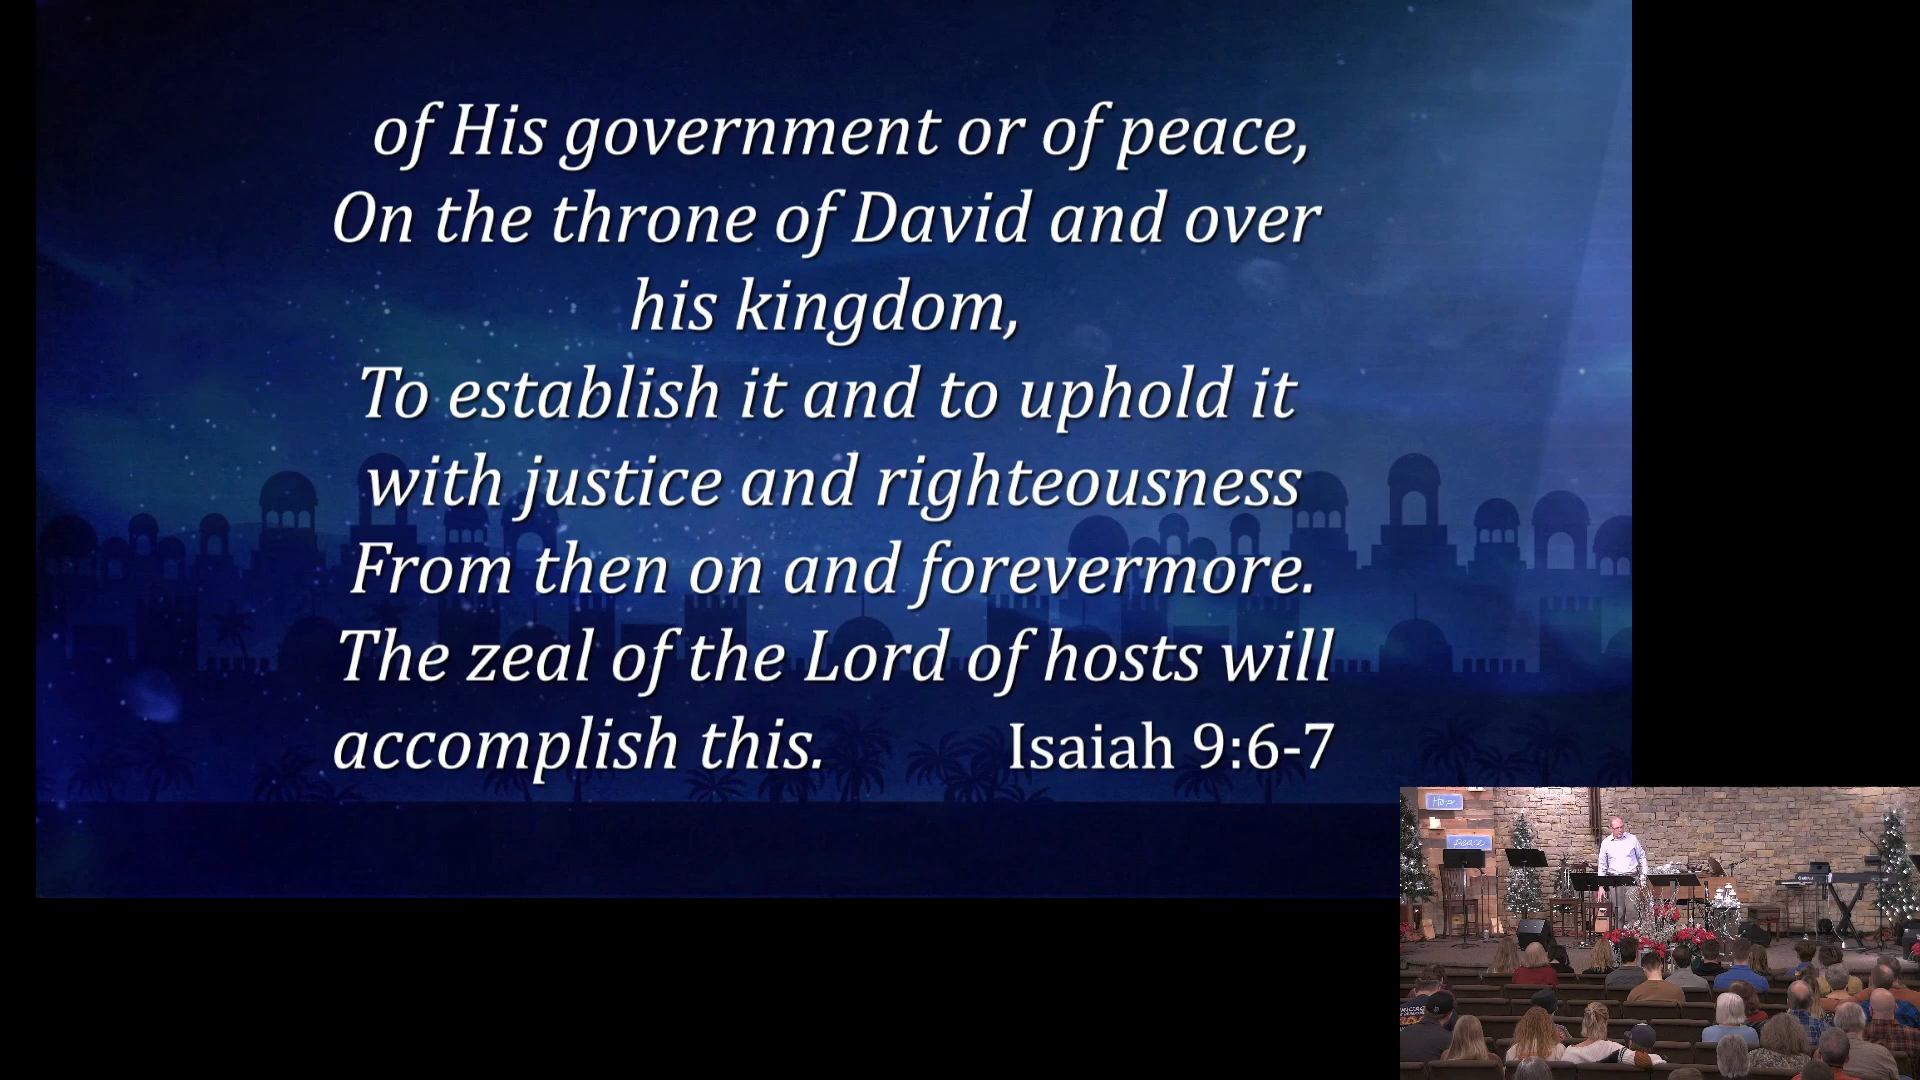 of His government or of peace,
On the throne of David and over
his kingdom,
To establish it and to uphold it
with justice and righteousness
From then on and forevermore.
The zeal of the Lord of hosts will
accomplish this. Isaiah 9:6-7
Hope
peace